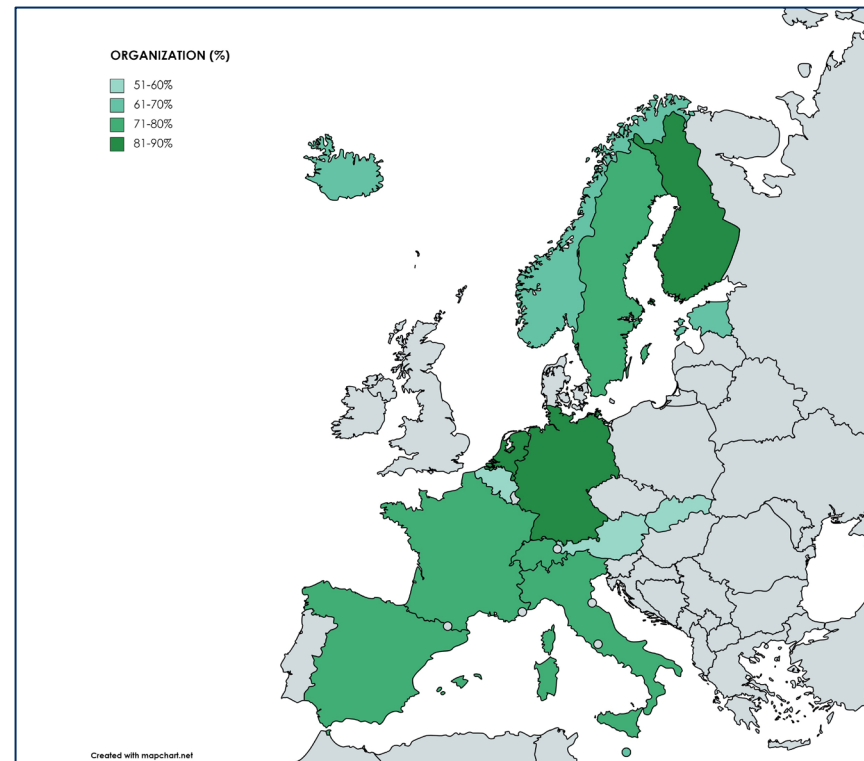 ORGANIZATION (%)
51-60%
61-70%
71-80%
81-90%
Created with mapchart.net